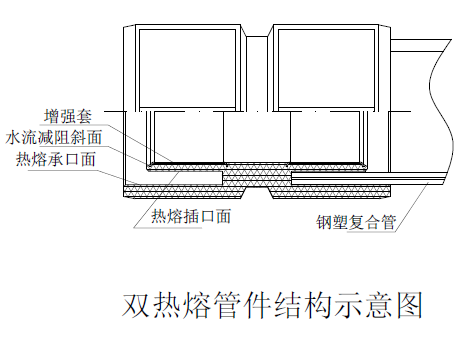 增强套
水流减阻斜面
热熔承口面
热熔插口面
钢塑复合管
双热熔管件结构示意图